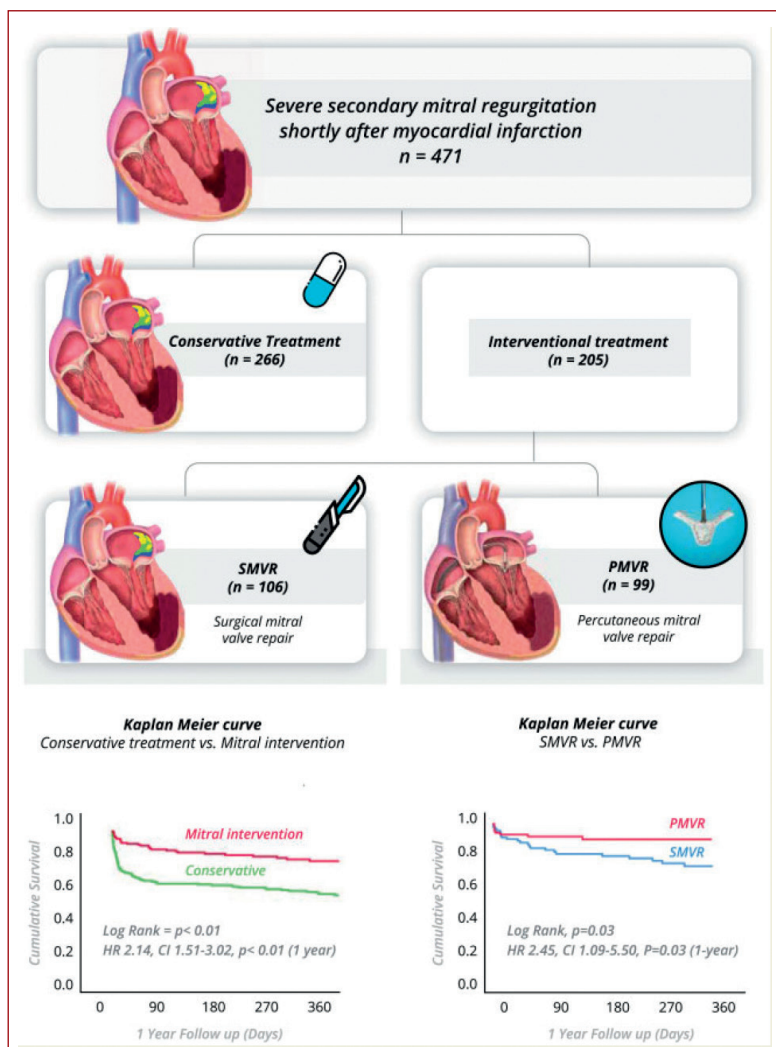 Severe secondary mitral regurgitation
shortly after myocardial infarction
n = 471
Conservative Treatment
(n = 266)
Interventional treatment
(n = 205)
SMVR
(n = 106)
Surgical mitral
valve repair
PMVR
(n = 99)
Percutaneous mitral
valve repair
Kaplan Meier curve
Conservative treatment vs. Mitral intervention
Cumulative Survival
1.0
0.8
0.6
0.4
0.2
0.0
Mitral intervention
Conservative
Log Rank = p< 0.01
HR 2.14, CI 1.51-3.02, p< 0.01 (1 year)
0 90 180 270 360
1 Year Follow up (Days)
Kaplan Meier curve
SMVR vs. PMVR
Cumulative Survival
1.0
0.8
0.6
0.4
0.2
0.0
PMVR
SMVR
Log Rank, p=0.03
HR 2.45, CI 1.09-5.50, P=0.03 (1-year)
0 90 180 270 360
1 Year Follow up (Days)